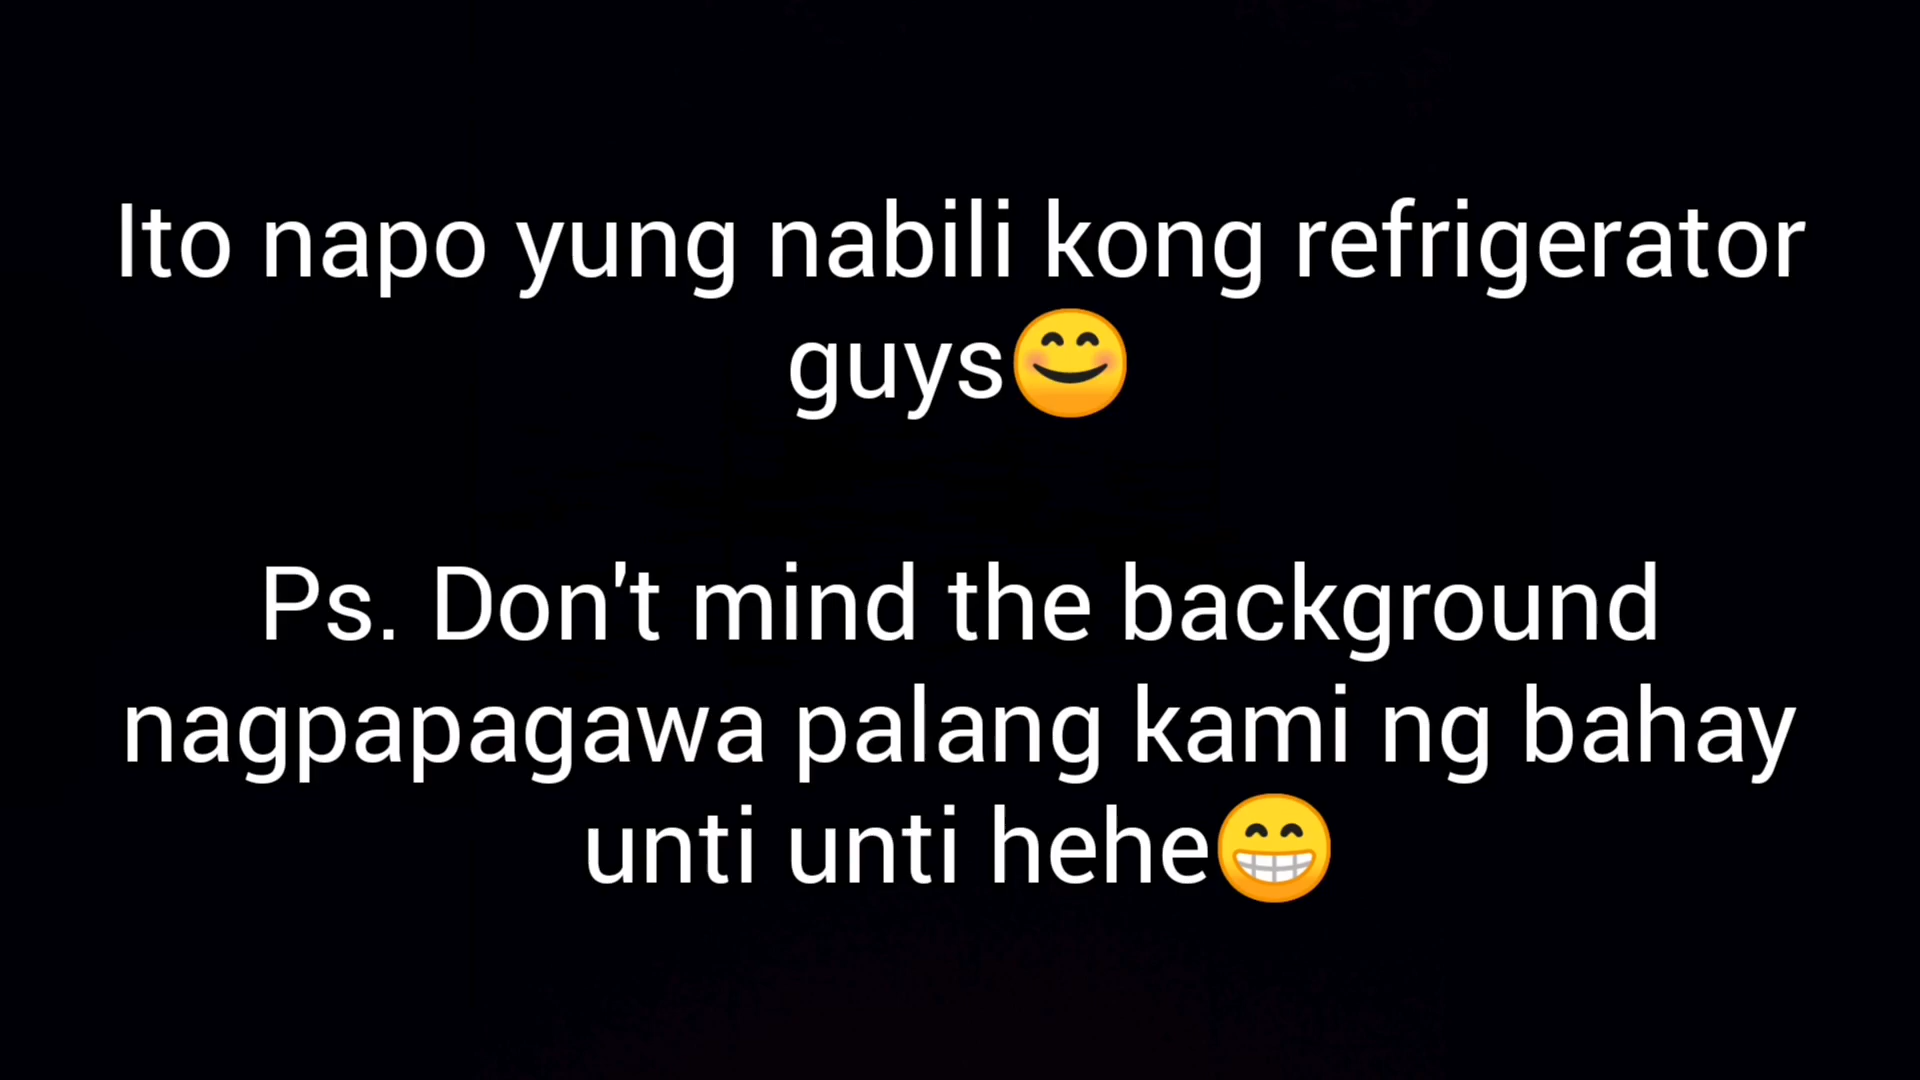 Ito napo yung nabili kong refrigerator
guys😊
Ps. Don't mind the background
nagpapagawa palang kami ng bahay
unti unti hehe😁